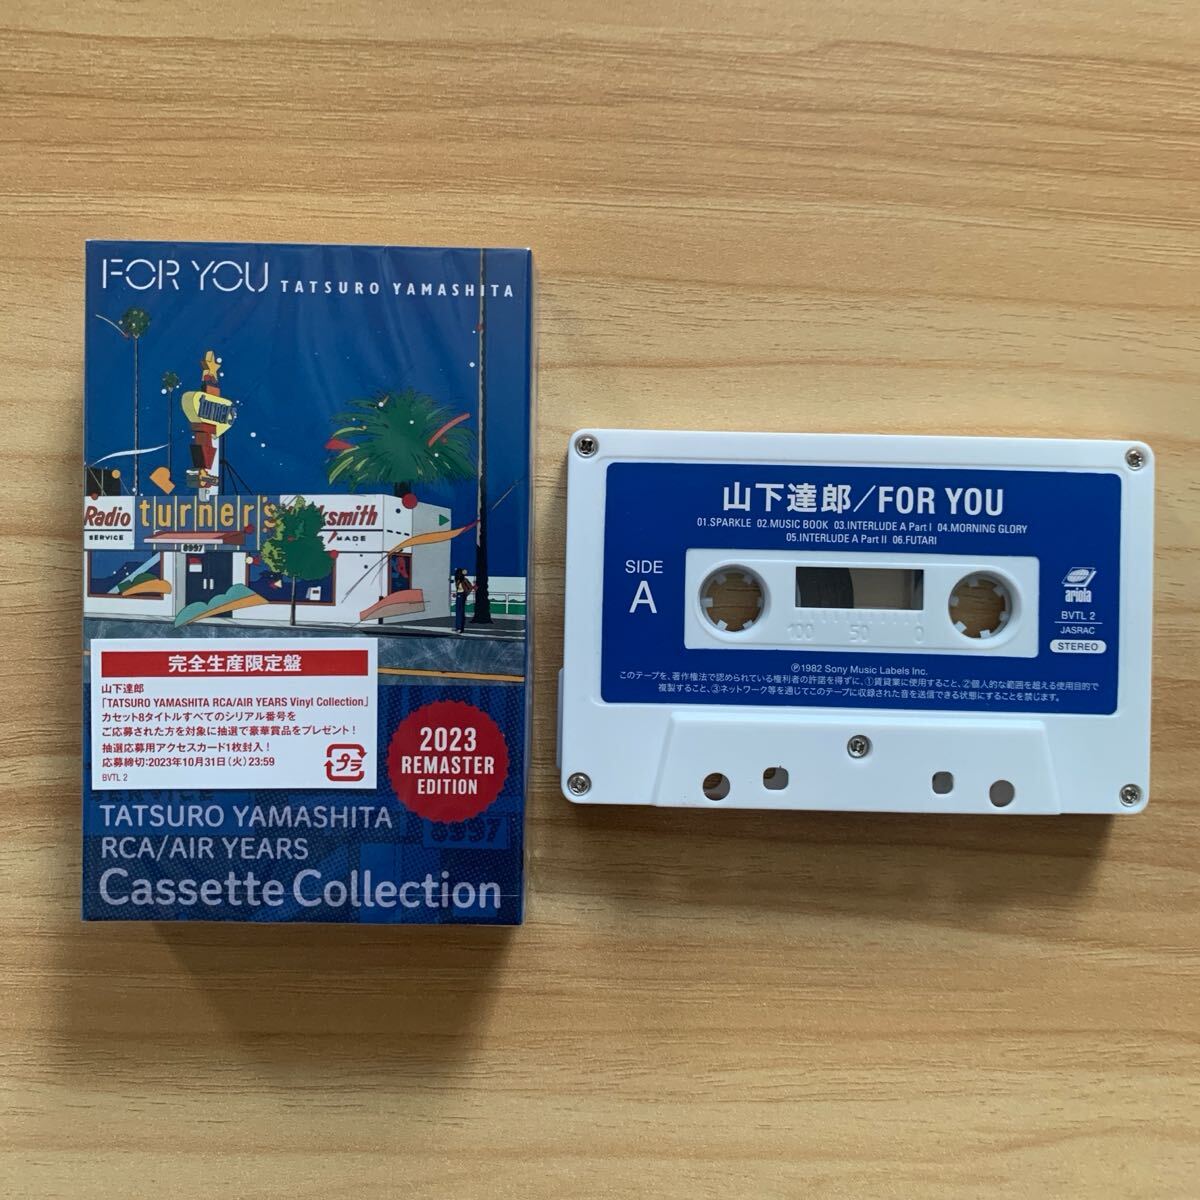 FOR YOU TATSURO YAMASHITA
turner's
Radio turner's ksmith
SERVICE
MADE
8997
完全生産限定盤
山下達郎
「TATSURO YAMASHITA RCA/AIR YEARS Vinyl Collection」
カセット8タイトルすべてのシリアル番号を
ご応募された方を対象に抽選で豪華賞品をプレゼント!
抽選応募用アクセスカード1枚封入!
応募締切:2023年10月31日(火)23:59
BVTL 2
プラ
2023
REMASTER
EDITION
8997
TATSURO YAMASHITA
RCA/AIR YEARS
Cassette Collection
山下達郎/FOR YOU
01.SPARKLE 02.MUSIC BOOK 03.INTERLUDE A Part I 04.MORNING GLORY
05.INTERLUDE A Part II 06.FUTARI
SIDE
A
100 50 0
ariola
BVTL 2
JASRAC
STEREO
Ⓟ1982 Sony Music Labels Inc.
このテープを、著作権法で認められている権利者の許諾を得ずに、①賃貸業に使用すること、②個人的な範囲を超える使用目的で
複製すること、③ネットワーク等を通じてこのテープに収録された音を送信できる状態にすることを禁じます。